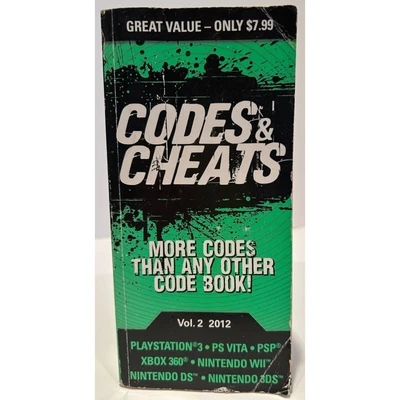 GREAT VALUE – ONLY $7.99
CODES &
CHEATS
MORE CODES
THAN ANY OTHER
CODE BOOK!
Vol. 2 2012
PLAYSTATION®3 • PS VITA • PSP®
XBOX 360® • NINTENDO WII™
NINTENDO DS™ • NINTENDO 3DS™